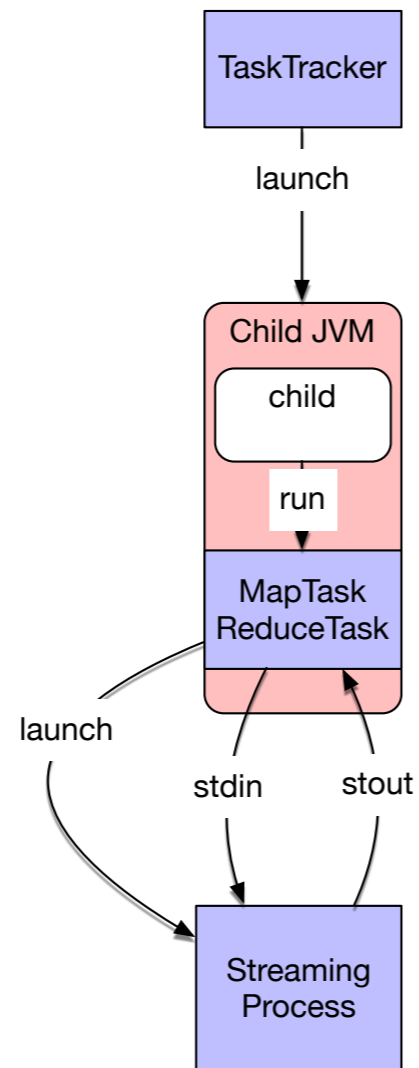 TaskTracker
launch
Child JVM
child
run
MapTask
ReduceTask
launch
stdin
stout
Streaming
Process